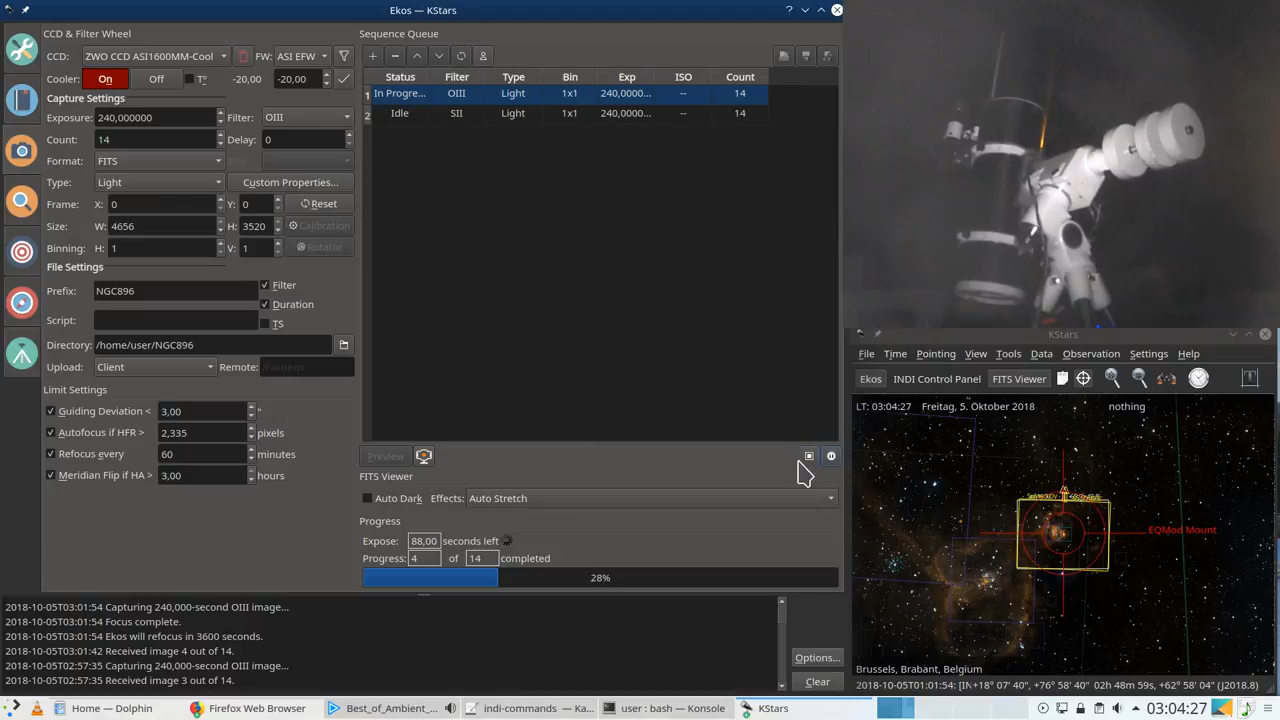 Ekos — KStars
CCD & Filter Wheel
CCD: ZWO CCD ASI1600MM-Cool FW: ASI EFW
Cooler: On Off T° -20,00 -20,00
Capture Settings
Exposure: 240,000000 Filter: OIII
Count: 14 Delay: 0
Format: FITS
Type: Light Custom Properties...
Frame: X: 0 Y: 0 Reset
Size: W: 4656 H: 3520 Calibration
Binning: H: 1 V: 1 Rotator
File Settings
Prefix: NGC896 Filter
Duration
Script: TS
Directory: /home/user/NGC896
Upload: Client Remote: /home/pi
Limit Settings
Guiding Deviation < 3,00 "
Autofocus if HFR > 2,335 pixels
Refocus every 60 minutes
Meridian Flip if HA > 3,00 hours
Sequence Queue
Status Filter Type Bin Exp ISO Count
1 In Progre... OIII Light 1x1 240,0000... -- 14
2 Idle SII Light 1x1 240,0000... -- 14
Preview
FITS Viewer
Auto Dark Effects: Auto Stretch
Progress
Expose: 88,00 seconds left
Progress: 4 of 14 completed
28%
2018-10-05T03:01:54 Capturing 240,000-second OIII image...
2018-10-05T03:01:54 Focus complete.
2018-10-05T03:01:54 Ekos will refocus in 3600 seconds.
2018-10-05T03:01:42 Received image 4 out of 14.
2018-10-05T02:57:35 Capturing 240,000-second OIII image...
2018-10-05T02:57:35 Received image 3 out of 14.
Options...
Clear
KStars
File Time Pointing View Tools Data Observation Settings Help
Ekos INDI Control Panel FITS Viewer
LT: 03:04:27 Freitag, 5. Oktober 2018 nothing
EQMod Mount
Brussels, Brabant, Belgium
2018-10-05T01:01:54: [IN +18° 07' 40", +76° 58' 40" 02h 48m 59s, +62° 58' 04" (J2018.8)
Home — Dolphin Firefox Web Browser Best_of_Ambient_... indi-commands — Ka... user : bash — Konsole KStars 03:04:27